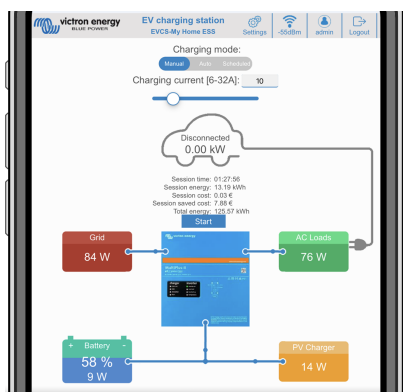 victron energy
BLUE POWER
EV charging station
EVCS-My Home ESS
Settings
-55dBm
admin
Logout
Charging mode:
Manual Auto Scheduled
Charging current [6-32A]: 10
Disconnected
0.00 kW
Session time: 01:27:56
Session energy: 13.19 kWh
Session cost: 0.03 €
Session saved cost: 7.88 €
Total energy: 125.57 kWh
Start
Grid
84 W
victron energy
AC Loads
76 W
+ Battery -
58 %
9 W
PV Charger
14 W